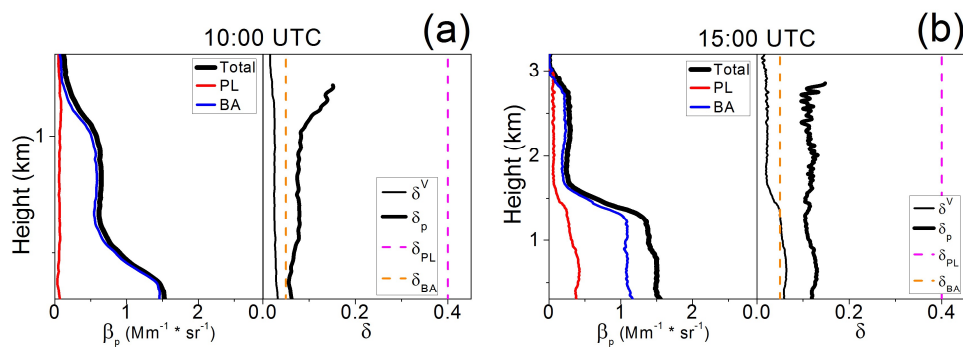 10:00 UTC
(a)
Height (km)
1
Total
PL
BA
δ^V
δ_p
δ_PL
δ_BA
0 1 2 0.0 0.2 0.4
β_p (Mm⁻¹ * sr⁻¹)
δ
15:00 UTC
(b)
Height (km)
3
2
1
Total
PL
BA
δ^V
δ_p
δ_PL
δ_BA
0 1 2 0.0 0.2 0.4
β_p (Mm⁻¹ * sr⁻¹)
δ